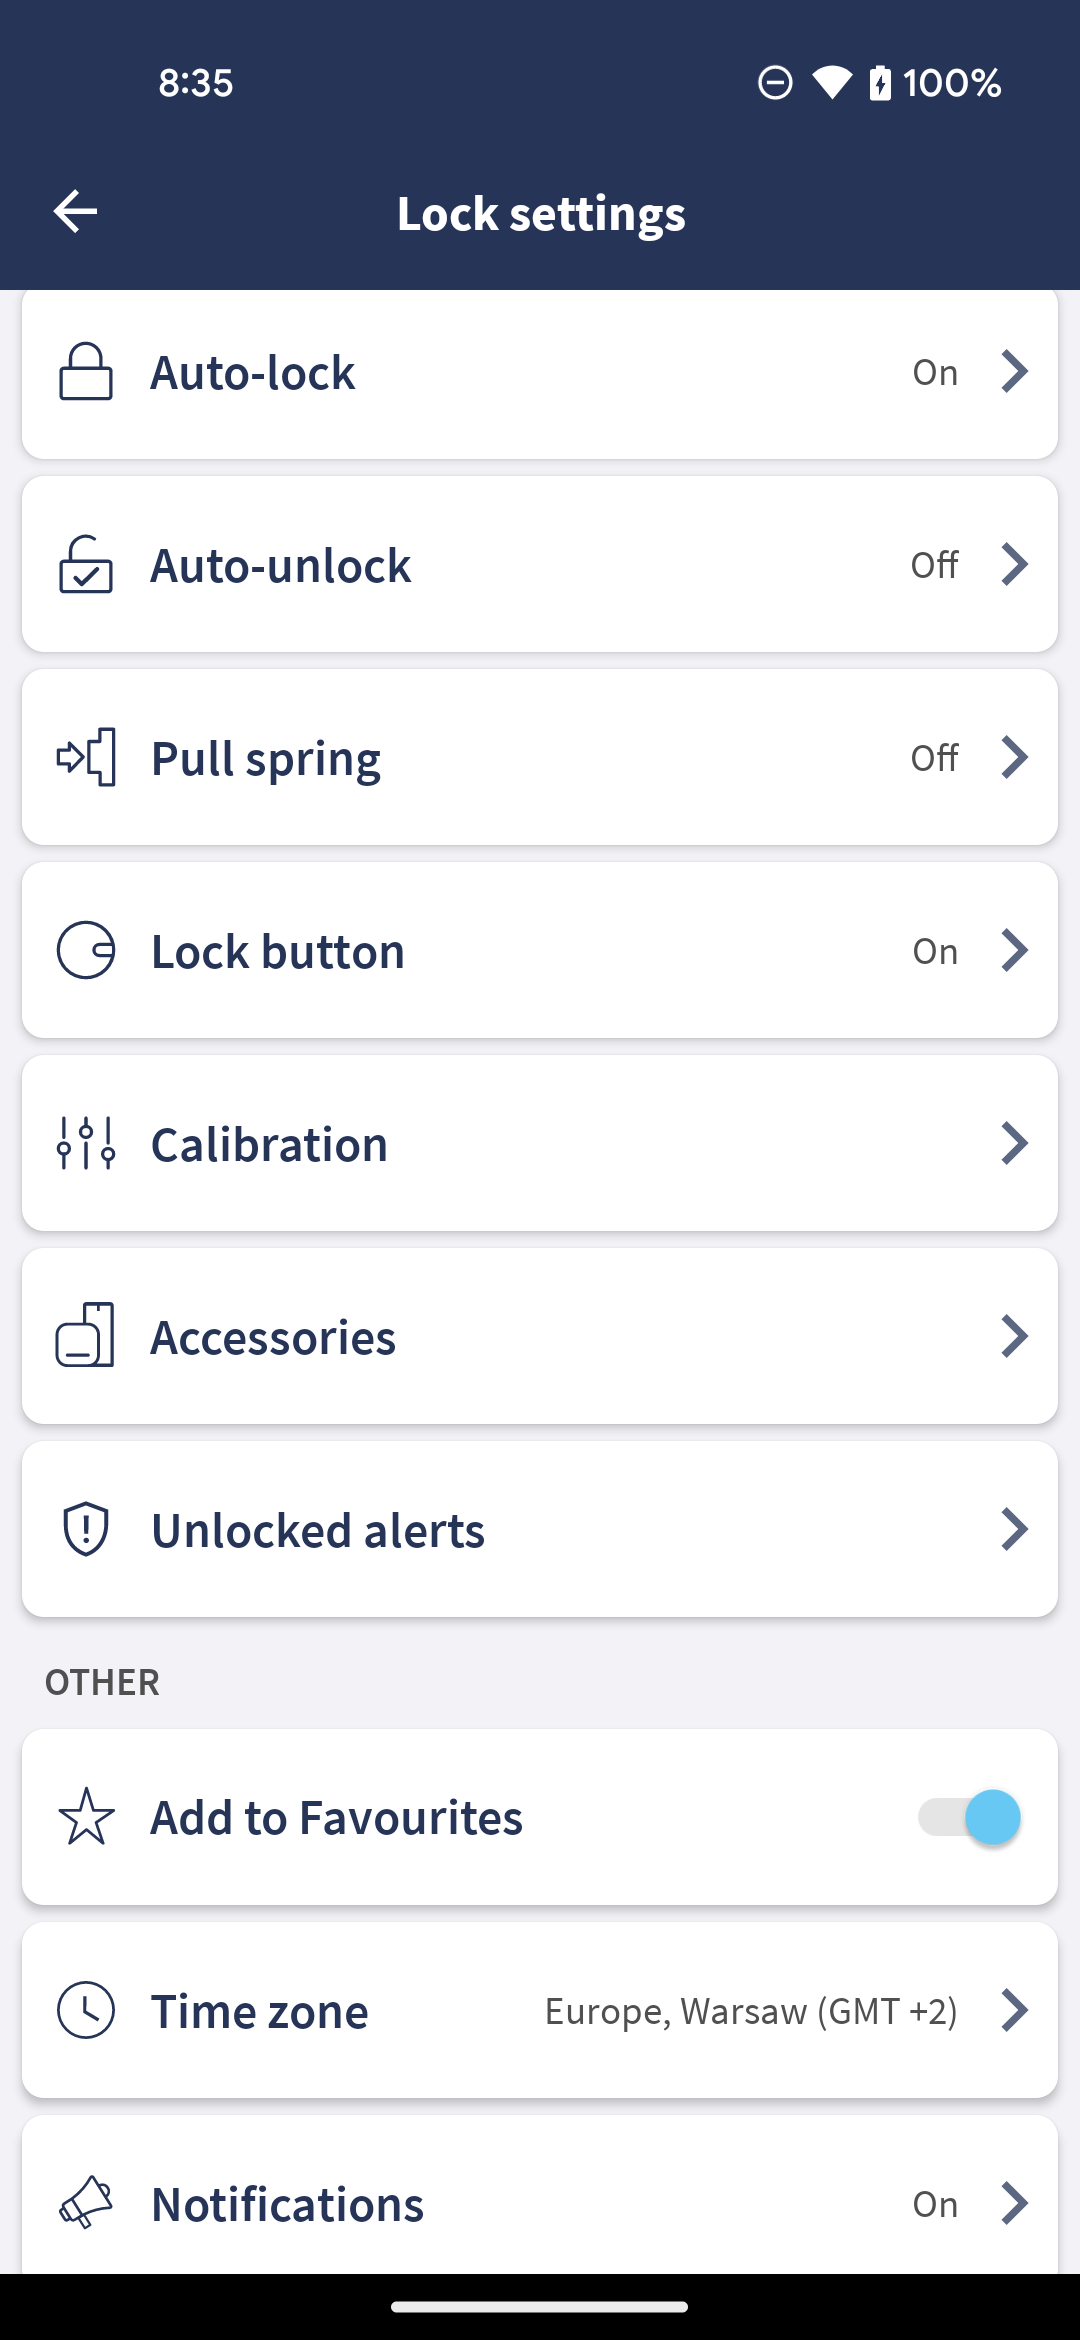 8:35
100%
Lock settings
Auto-lock
On
Auto-unlock
Off
Pull spring
Off
Lock button
On
Calibration
Accessories
Unlocked alerts
OTHER
Add to Favourites
Time zone
Europe, Warsaw (GMT +2)
Notifications
On